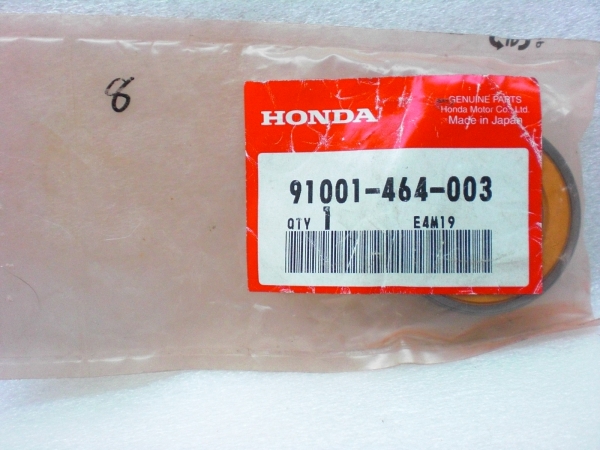 8
GENUINE PARTS
HONDA
Honda Motor Co., Ltd.
Made in Japan
91001-464-003
QTY 1 E4M19